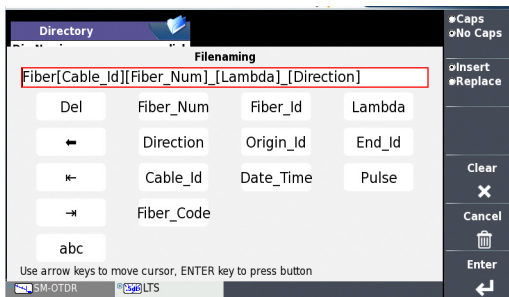 Directory
Filenaming
Fiber[Cable_Id][Fiber_Num]_[Lambda]_[Direction]
Del Fiber_Num Fiber_Id Lambda
Direction Origin_Id End_Id
Cable_Id Date_Time Pulse
Fiber_Code
abc
Use arrow keys to move cursor, ENTER key to press button
SM-OTDR LTS
Caps
No Caps
Insert
Replace
Clear
Cancel
Enter